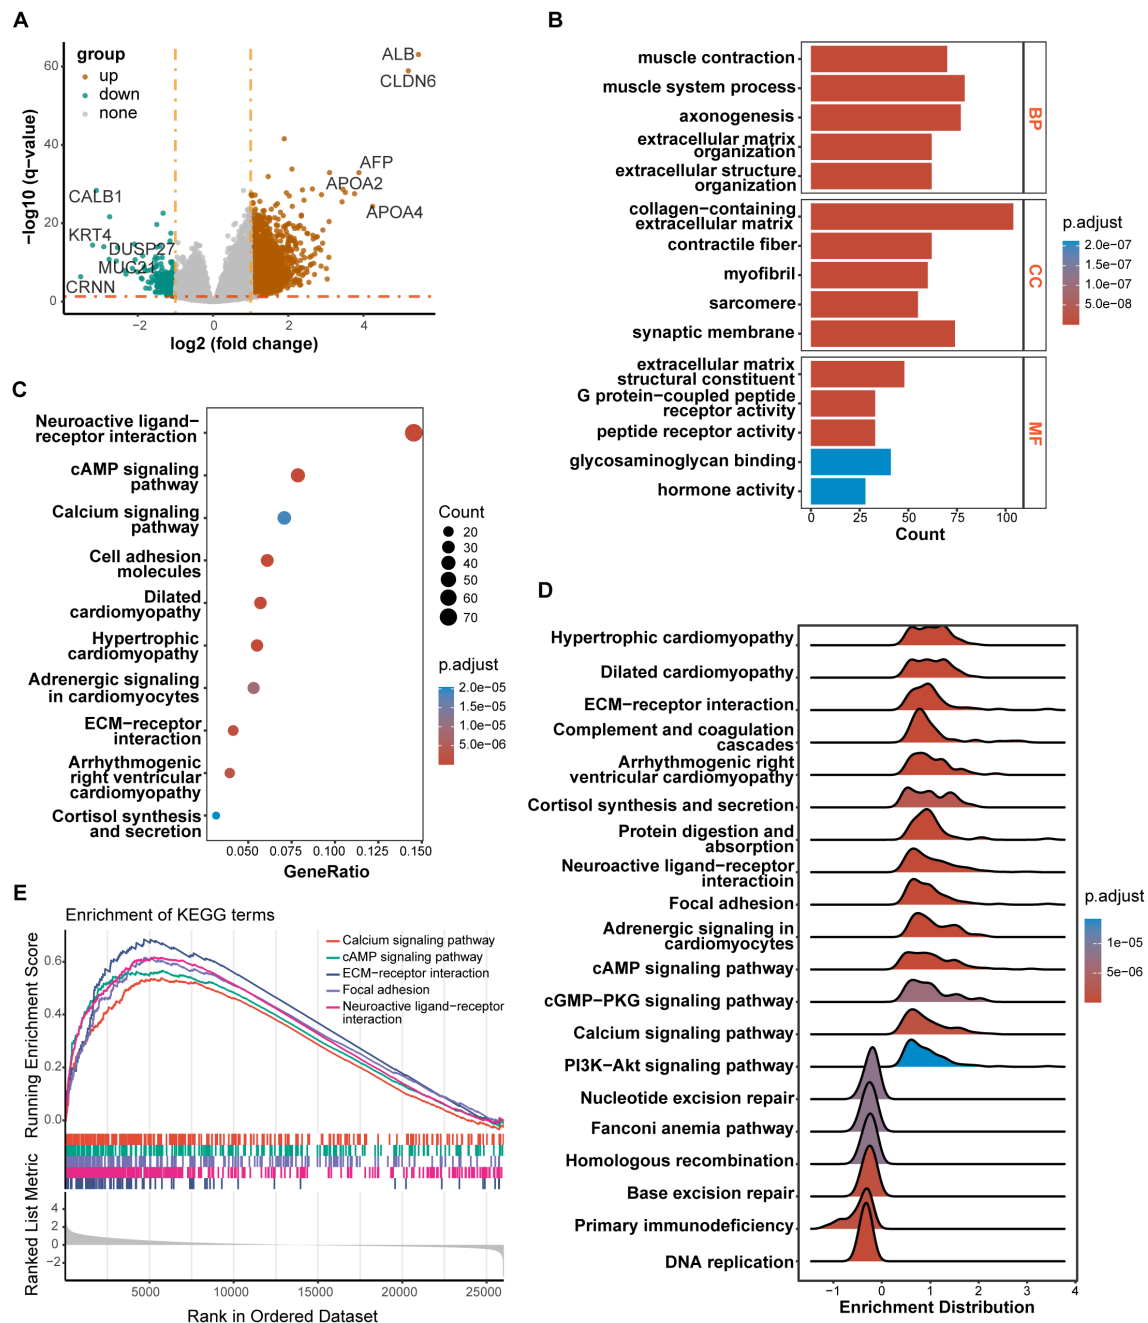 A
group
up
down
none
ALB
CLDN6
AFP
APOA2
APOA4
CALB1
KRT4
DUSP27
MUC21
CRNN
60
40
20
0
−2
0
2
4
−log10 (q−value)
log2 (fold change)
B
muscle contraction
muscle system process
axonogenesis
extracellular matrix
organization
extracellular structure
organization
BP
collagen−containing
extracellular matrix
contractile fiber
myofibril
sarcomere
synaptic membrane
CC
extracellular matrix
structural constituent
G protein−coupled peptide
receptor activity
peptide receptor activity
glycosaminoglycan binding
hormone activity
MF
0
25
50
75
100
Count
p.adjust
2.0e−07
1.5e−07
1.0e−07
5.0e−08
C
Neuroactive ligand−
receptor interaction
cAMP signaling
pathway
Calcium signaling
pathway
Cell adhesion
molecules
Dilated
cardiomyopathy
Hypertrophic
cardiomyopathy
Adrenergic signaling
in cardiomyocytes
ECM−receptor
interaction
Arrhythmogenic
right ventricular
cardiomyopathy
Cortisol synthesis
and secretion
0.050
0.075
0.100
0.125
0.150
GeneRatio
Count
20
30
40
50
60
70
p.adjust
2.0e−05
1.5e−05
1.0e−05
5.0e−06
D
Hypertrophic cardiomyopathy
Dilated cardiomyopathy
ECM−receptor interaction
Complement and coagulation
cascades
Arrhythmogenic right
ventricular cardiomyopathy
Cortisol synthesis and secretion
Protein digestion and
absorption
Neuroactive ligand−receptor
interactioin
Focal adhesion
Adrenergic signaling in
cardiomyocytes
cAMP signaling pathway
cGMP−PKG signaling pathway
Calcium signaling pathway
PI3K−Akt signaling pathway
Nucleotide excision repair
Fanconi anemia pathway
Homologous recombination
Base excision repair
Primary immunodeficiency
DNA replication
−1
0
1
2
3
4
Enrichment Distribution
p.adjust
1e−05
5e−06
E
Enrichment of KEGG terms
Calcium signaling pathway
cAMP signaling pathway
ECM−receptor interaction
Focal adhesion
Neuroactive ligand−receptor
interaction
0.6
0.4
0.2
0.0
Running Enrichment Score
4
2
0
−2
Ranked List Metric
5000
10000
15000
20000
25000
Rank in Ordered Dataset